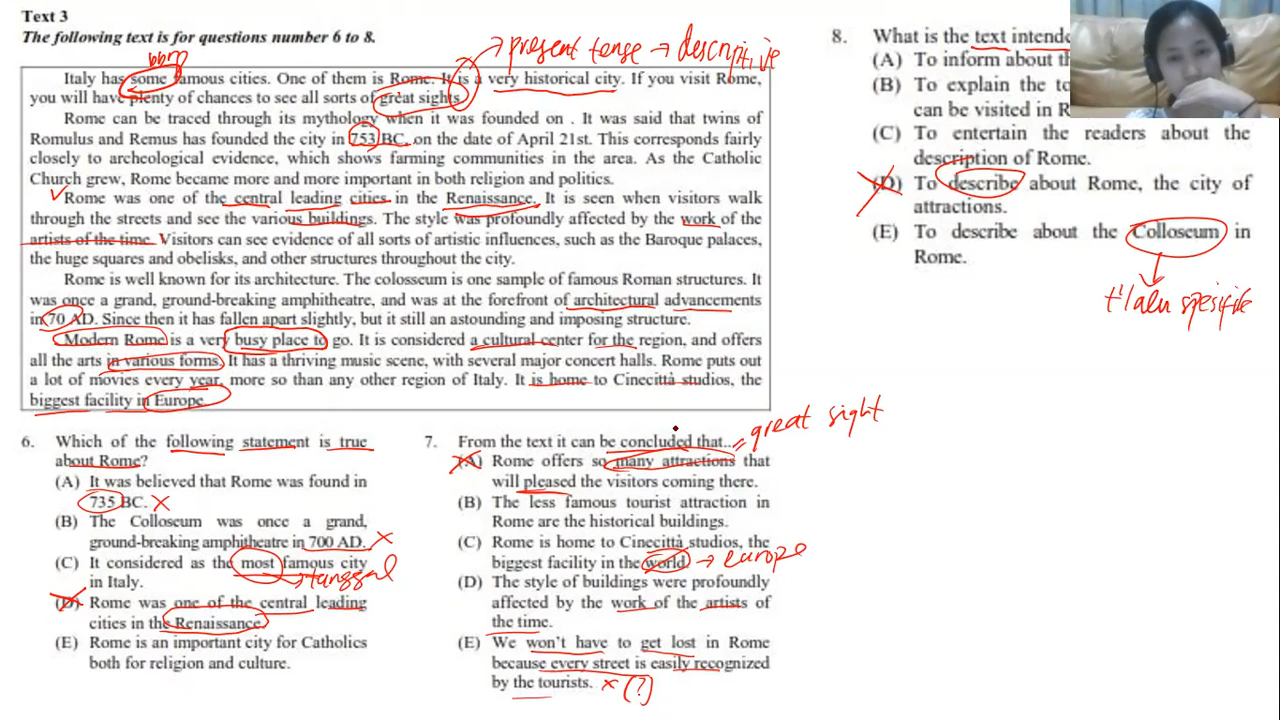 Text 3
The following text is for questions number 6 to 8.
bbrp
→ present tense → descriptive
Italy has some famous cities. One of them is Rome. It is a very historical city. If you visit Rome,
you will have plenty of chances to see all sorts of great sights.
Rome can be traced through its mythology when it was founded on . It was said that twins of
Romulus and Remus has founded the city in 753 BC. on the date of April 21st. This corresponds fairly
closely to archeological evidence, which shows farming communities in the area. As the Catholic
Church grew, Rome became more and more important in both religion and politics.
Rome was one of the central leading cities in the Renaissance. It is seen when visitors walk
through the streets and see the various buildings. The style was profoundly affected by the work of the
artists of the time. Visitors can see evidence of all sorts of artistic influences, such as the Baroque palaces,
the huge squares and obelisks, and other structures throughout the city.
Rome is well known for its architecture. The colosseum is one sample of famous Roman structures. It
was once a grand, ground-breaking amphitheatre, and was at the forefront of architectural advancements
in 70 AD. Since then it has fallen apart slightly, but it still an astounding and imposing structure.
Modern Rome is a very busy place to go. It is considered a cultural center for the region, and offers
all the arts in various forms. It has a thriving music scene, with several major concert halls. Rome puts out
a lot of movies every year, more so than any other region of Italy. It is home to Cinecittà studios, the
biggest facility in Europe.
6. Which of the following statement is true
about Rome?
(A) It was believed that Rome was found in
735 BC. ×
(B) The Colloseum was once a grand,
ground-breaking amphitheatre in 700 AD. ×
(C) It considered as the most famous city
in Italy. → tunggal
(D) Rome was one of the central leading
cities in the Renaissance.
(E) Rome is an important city for Catholics
both for religion and culture.
7. From the text it can be concluded that... = great sight
(A) Rome offers so many attractions that
will pleased the visitors coming there.
(B) The less famous tourist attraction in
Rome are the historical buildings.
(C) Rome is home to Cinecittà studios, the
biggest facility in the world. → europe
(D) The style of buildings were profoundly
affected by the work of the artists of
the time.
(E) We won't have to get lost in Rome
because every street is easily recognized
by the tourists. × (?)
8. What is the text intende
(A) To inform about th
(B) To explain the to
can be visited in R
(C) To entertain the readers about the
description of Rome.
(D) To describe about Rome, the city of
attractions.
(E) To describe about the Colloseum in
Rome.
t'lalu spesifik